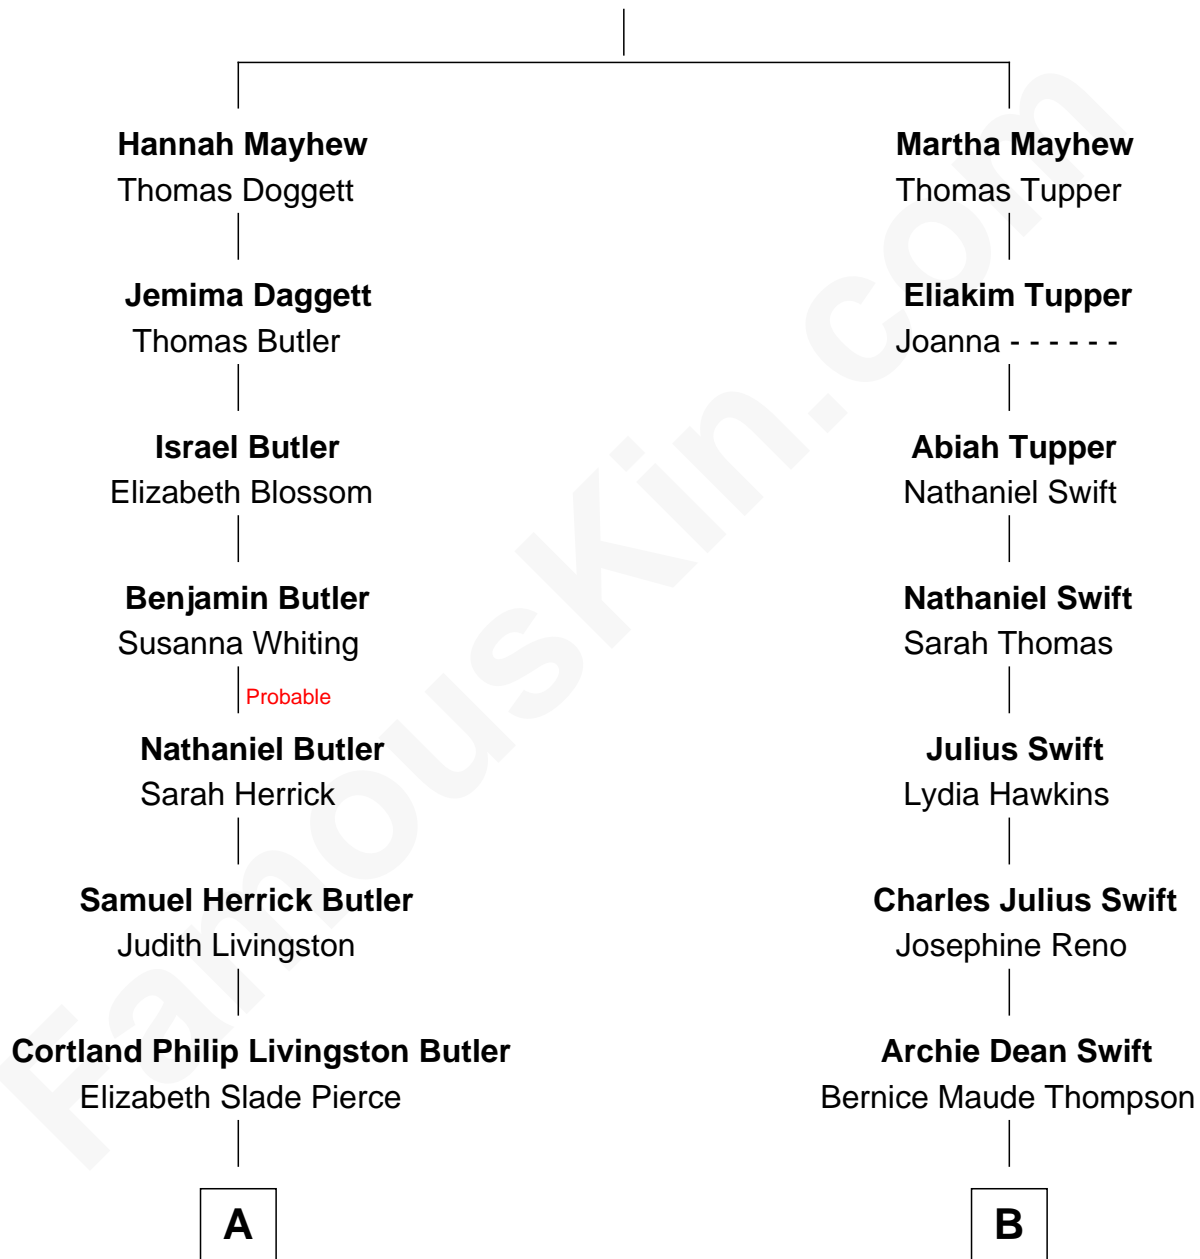 Hannah Mayhew
Thomas Doggett
Martha Mayhew
Thomas Tupper
Jemima Daggett
Thomas Butler
Eliakim Tupper
Joanna - - - - - -
Israel Butler
Elizabeth Blossom
Abiah Tupper
Nathaniel Swift
Benjamin Butler
Susanna Whiting
Nathaniel Swift
Sarah Thomas
Probable
Nathaniel Butler
Sarah Herrick
Julius Swift
Lydia Hawkins
Samuel Herrick Butler
Judith Livingston
Charles Julius Swift
Josephine Reno
Cortland Philip Livingston Butler
Elizabeth Slade Pierce
Archie Dean Swift
Bernice Maude Thompson
A
B
FamousKin.com